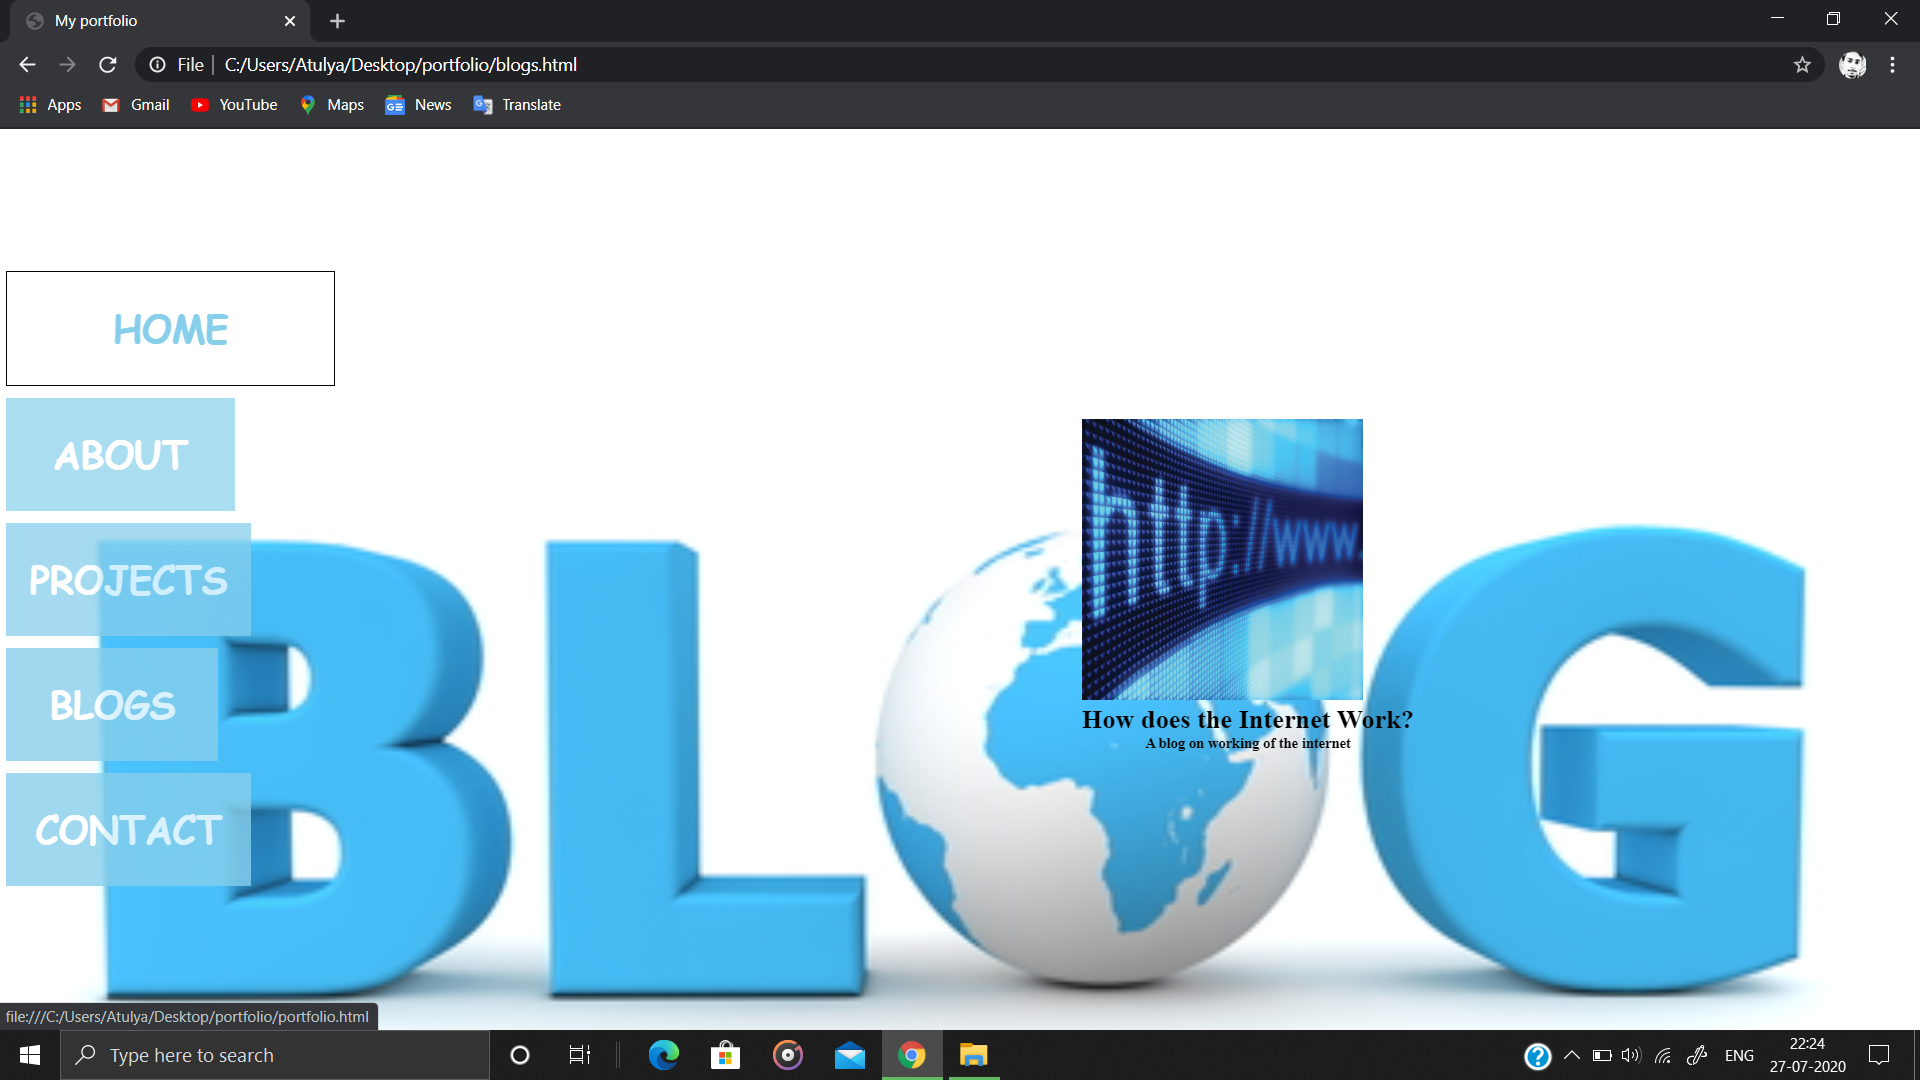 My portfolio
File
C:/Users/Atulya/Desktop/portfolio/blogs.html
Apps
Gmail
YouTube
Maps
News
Translate
HOME
ABOUT
PROJECTS
BLOGS
CONTACT
BL G
http://www.
How does the Internet Work?
A blog on working of the internet
file:///C:/Users/Atulya/Desktop/portfolio/portfolio.html
Type here to search
ENG
22:24
27-07-2020